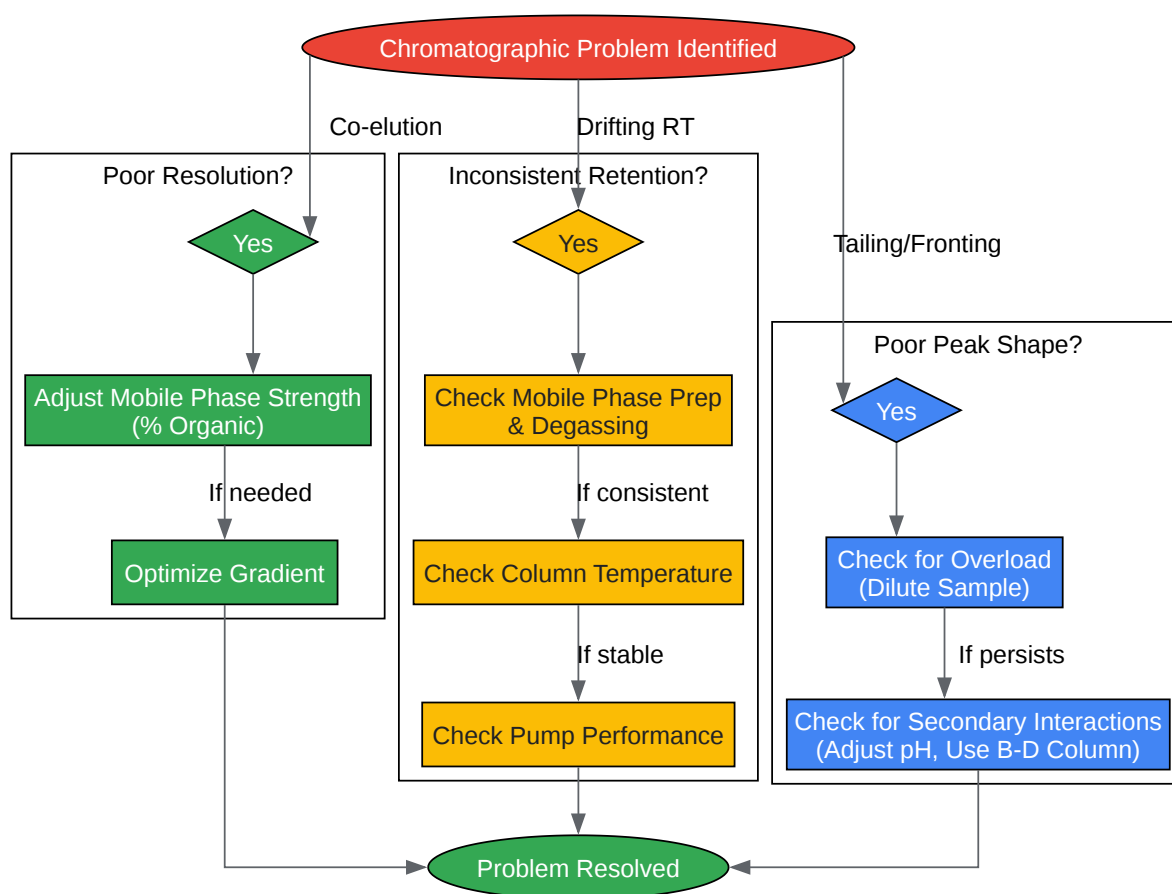 Chromatographic Problem Identified
Co-elution
Drifting RT
Tailing/Fronting
Poor Resolution?
Yes
Adjust Mobile Phase Strength
(% Organic)
If needed
Optimize Gradient
Inconsistent Retention?
Yes
Check Mobile Phase Prep
& Degassing
If consistent
Check Column Temperature
If stable
Check Pump Performance
Poor Peak Shape?
Yes
Check for Overload
(Dilute Sample)
If persists
Check for Secondary Interactions
(Adjust pH, Use B-D Column)
Problem Resolved